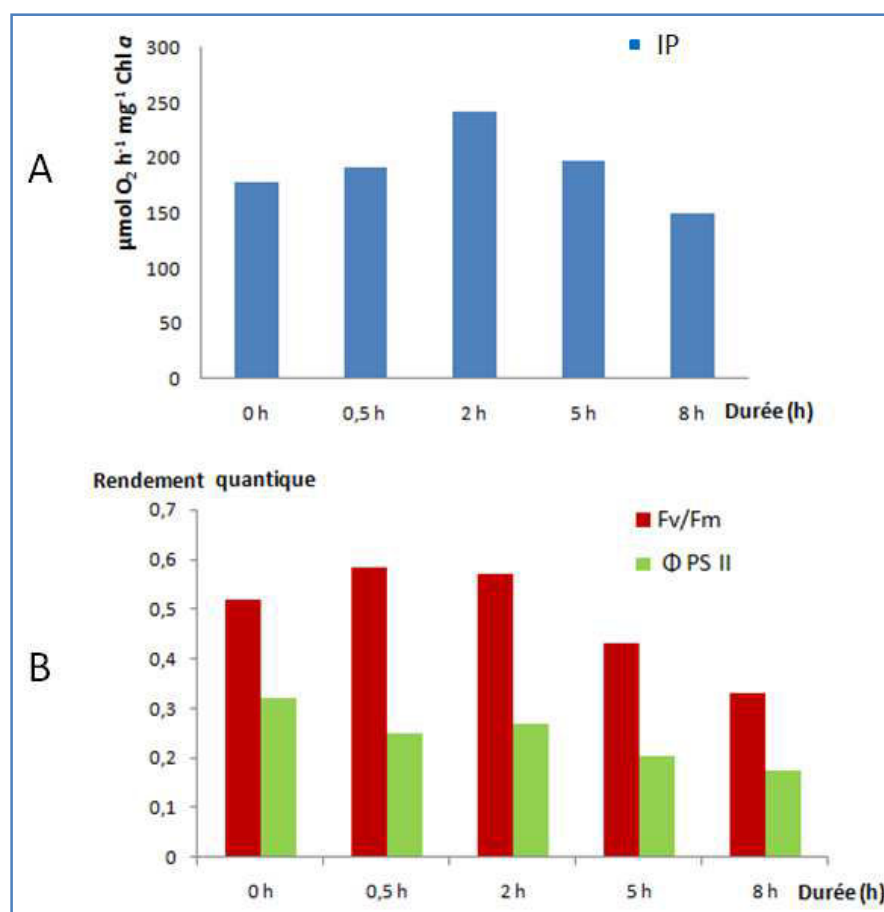 A
µmol O₂ h⁻¹ mg⁻¹ Chl a
IP
300
250
200
150
100
50
0
0 h 0,5 h 2 h 5 h 8 h Durée (h)
B
Rendement quantique
Fv/Fm
Φ PS II
0,7
0,6
0,5
0,4
0,3
0,2
0,1
0
0 h 0,5 h 2 h 5 h 8 h Durée (h)